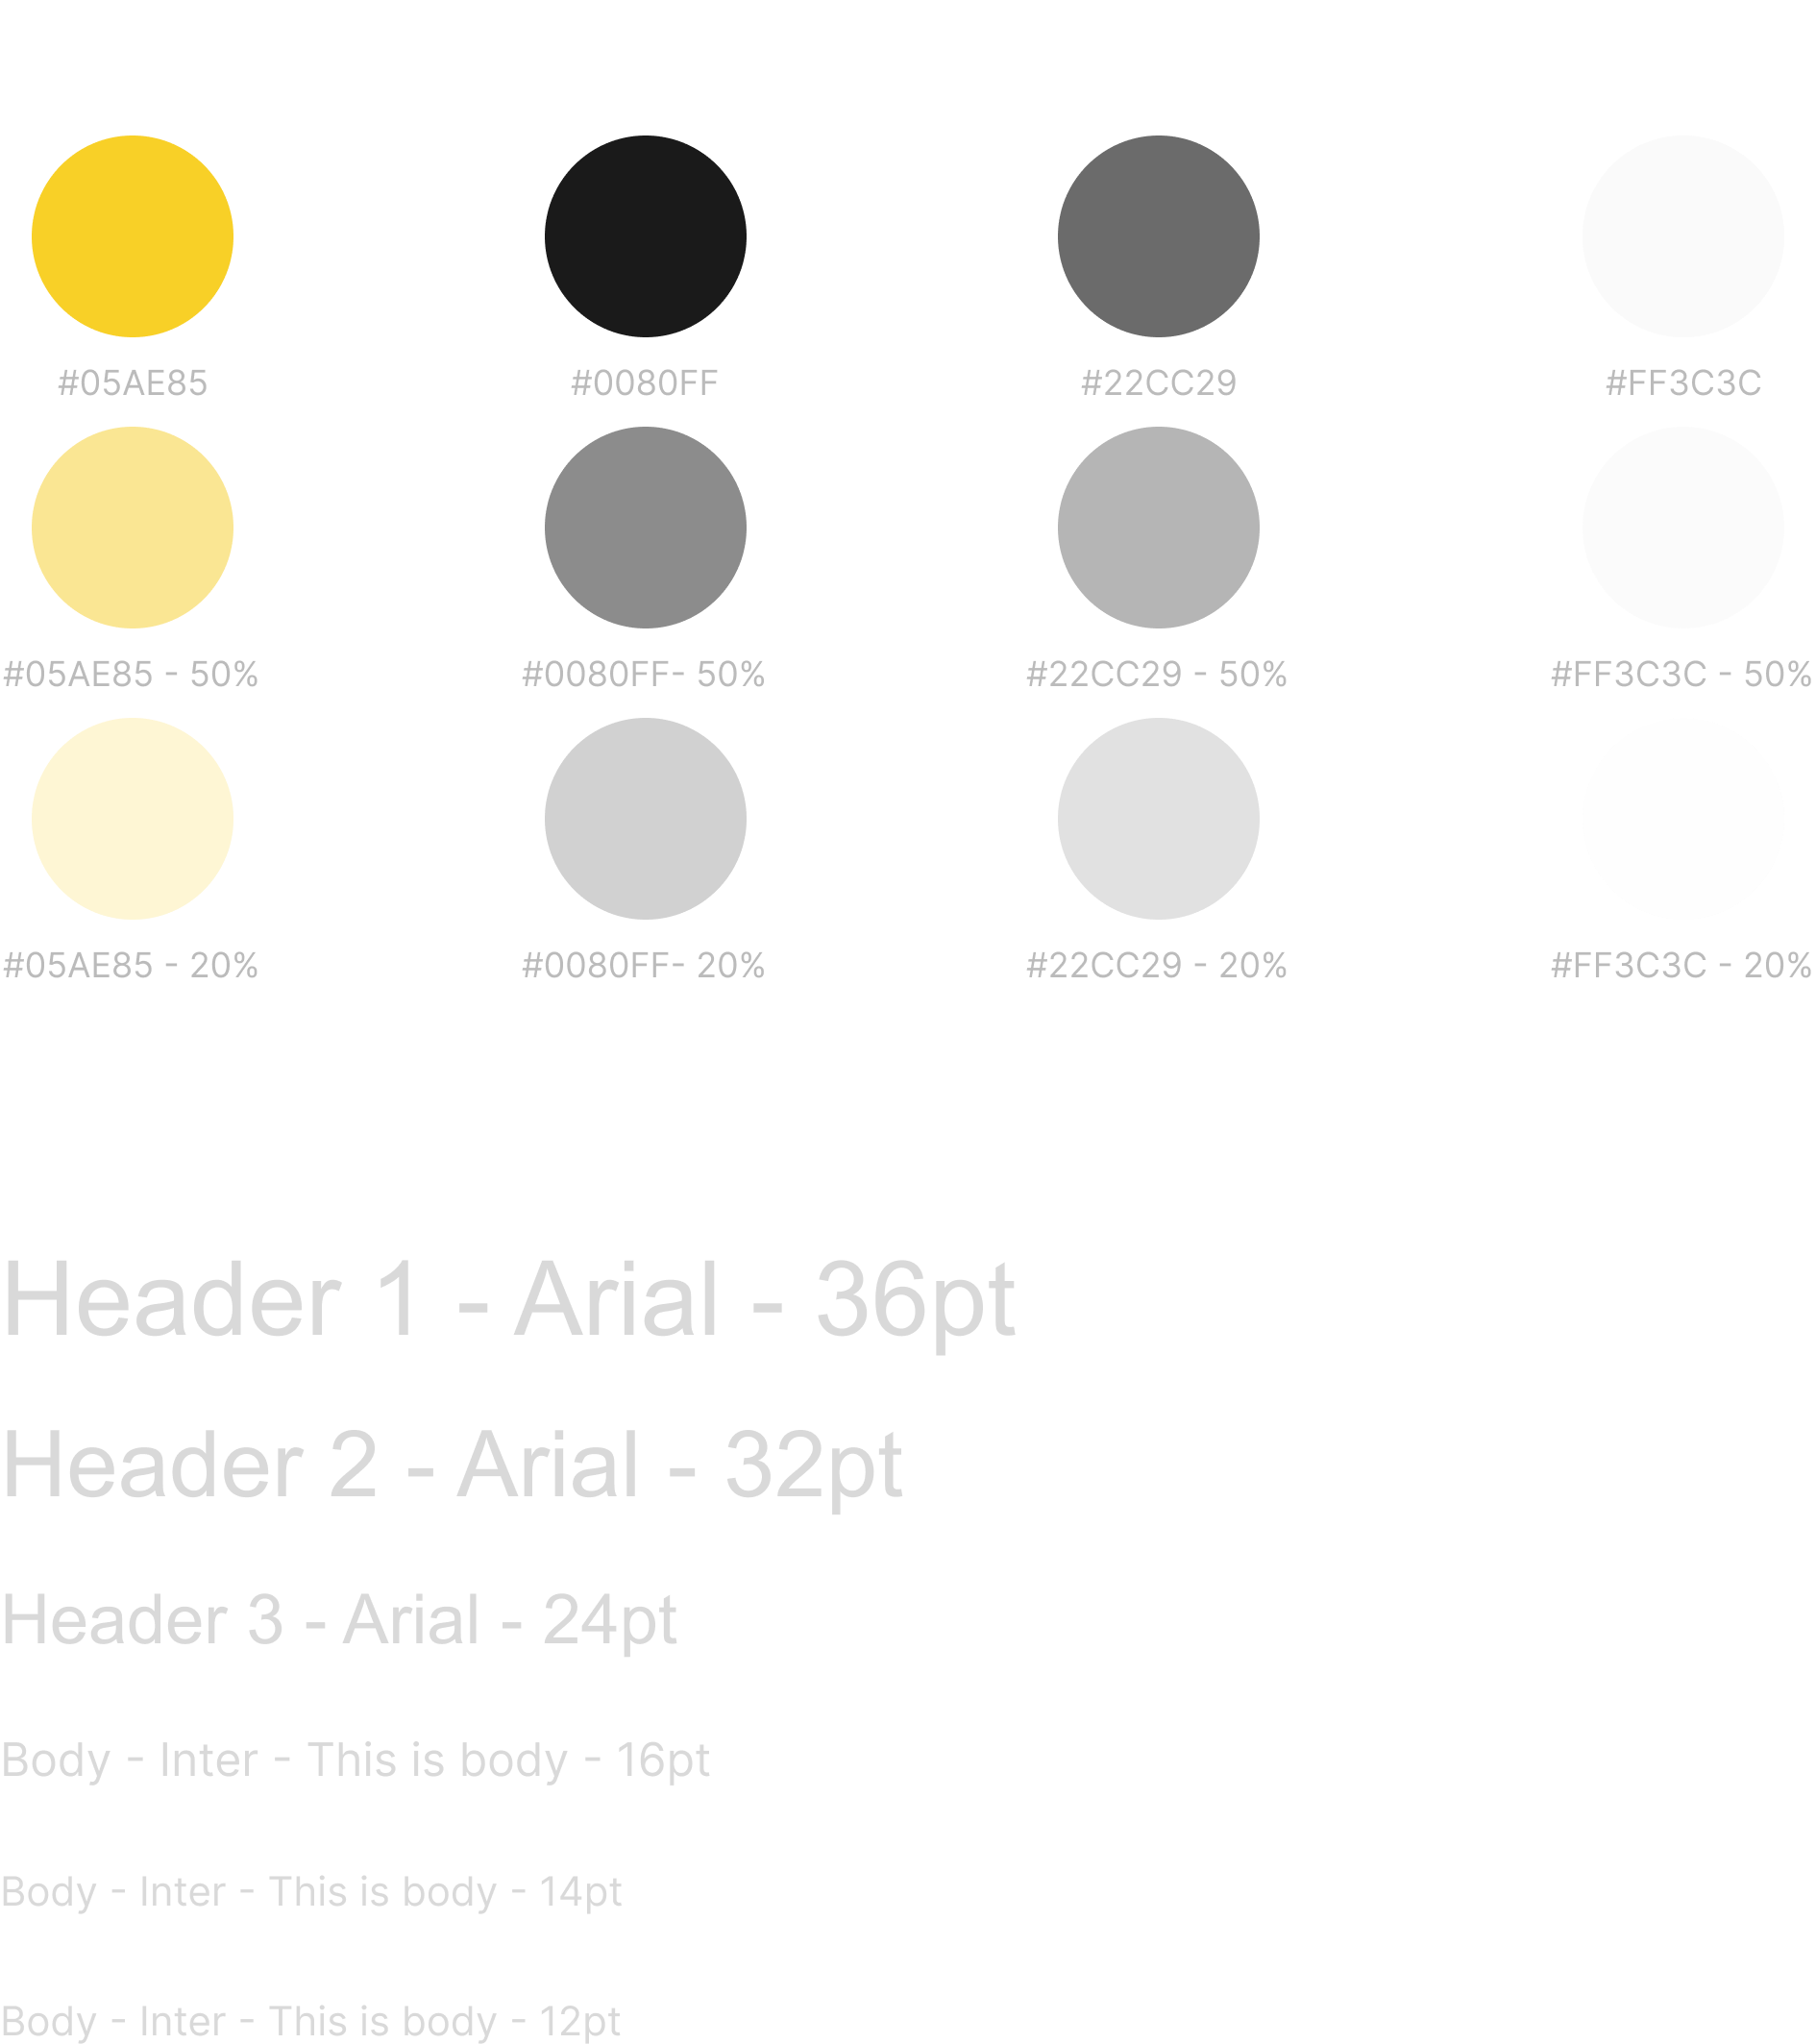 #05AE85 #0080FF #22CC29 #FF3C3C
#05AE85 - 50% #0080FF- 50% #22CC29 - 50% #FF3C3C - 50%
#05AE85 - 20% #0080FF- 20% #22CC29 - 20% #FF3C3C - 20%
Header 1 - Arial - 36pt
Header 2 - Arial - 32pt
Header 3 - Arial - 24pt
Body - Inter - This is body - 16pt
Body - Inter - This is body - 14pt
Body - Inter - This is body - 12pt